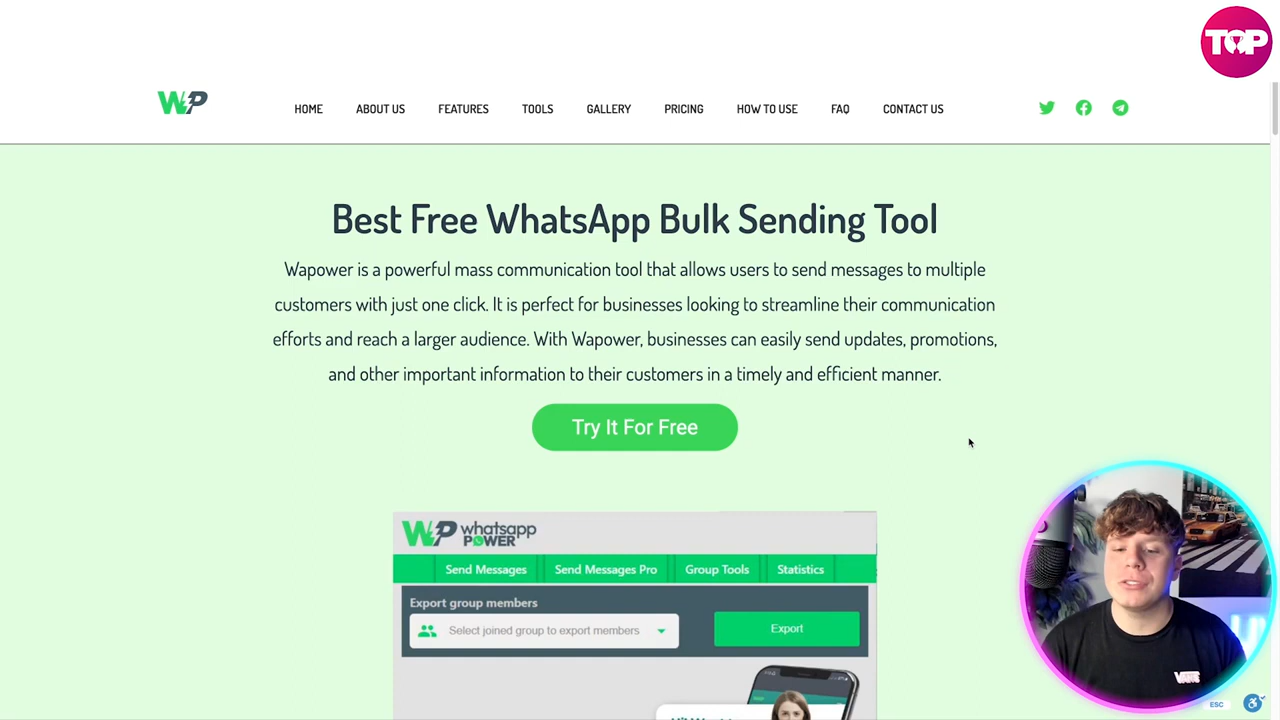 TOP
WP
HOME ABOUT US FEATURES TOOLS GALLERY PRICING HOW TO USE FAQ CONTACT US
Best Free WhatsApp Bulk Sending Tool
Wapower is a powerful mass communication tool that allows users to send messages to multiple
customers with just one click. It is perfect for businesses looking to streamline their communication
efforts and reach a larger audience. With Wapower, businesses can easily send updates, promotions,
and other important information to their customers in a timely and efficient manner.
Try It For Free
WP whatsapp
POWER
Send Messages Send Messages Pro Group Tools Statistics
Export group members
Select joined group to export members Export
VANS
ESC